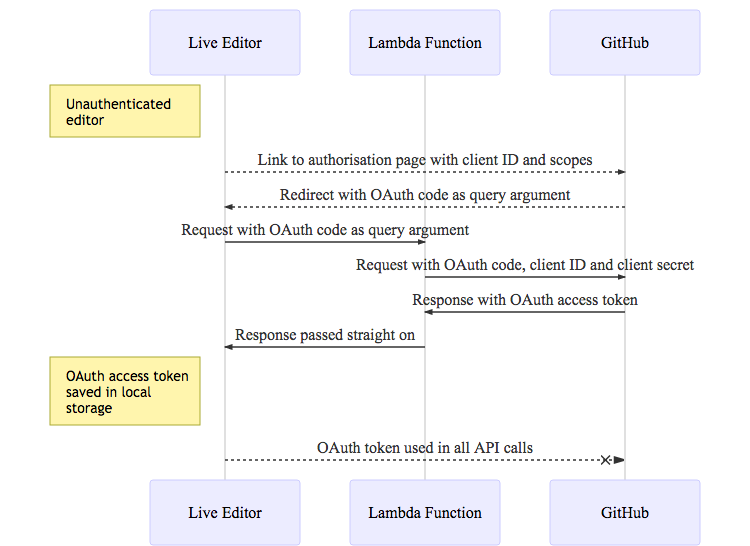 Live Editor
Lambda Function
GitHub
Unauthenticated
editor
Link to authorisation page with client ID and scopes
Redirect with OAuth code as query argument
Request with OAuth code as query argument
Request with OAuth code, client ID and client secret
Response with OAuth access token
Response passed straight on
OAuth access token
saved in local
storage
OAuth token used in all API calls
Live Editor
Lambda Function
GitHub